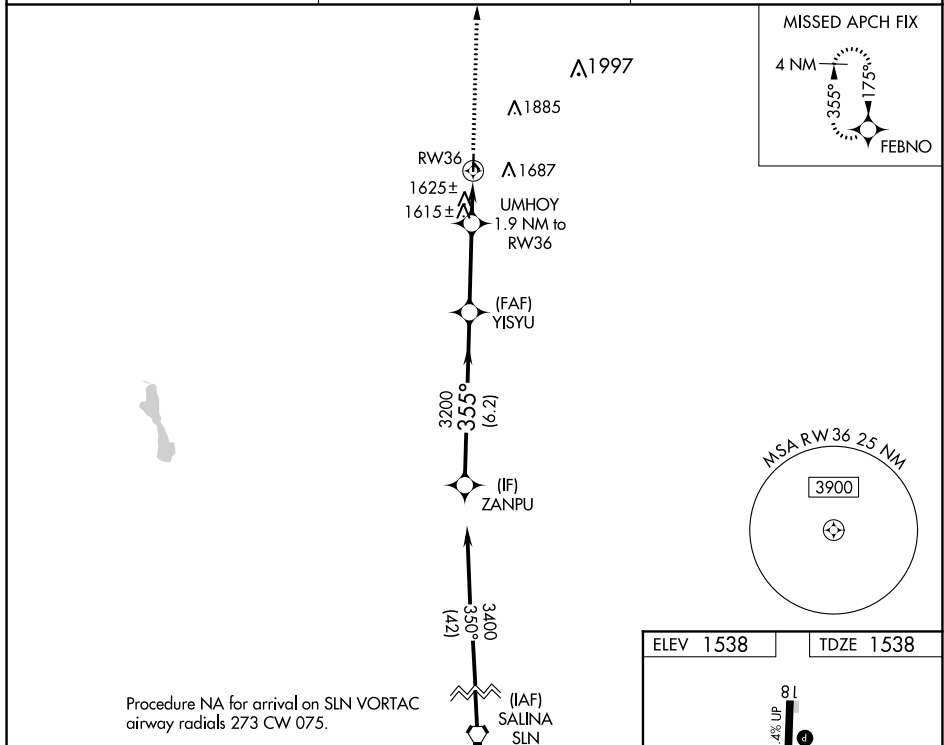 MISSED APCH FIX
4 NM
355°
175°
FEBNO
1997
1885
RW36
1687
1625±
1615±
UMHOY
1.9 NM to
RW36
(FAF)
YISYU
3200
355°
(6.2)
(IF)
ZANPU
MSA RW36 25 NM
3900
3400
350°
(42)
(IAF)
SALINA
SLN
Procedure NA for arrival on SLN VORTAC
airway radials 273 CW 075.
ELEV 1538
TDZE 1538
18
.4% UP
P